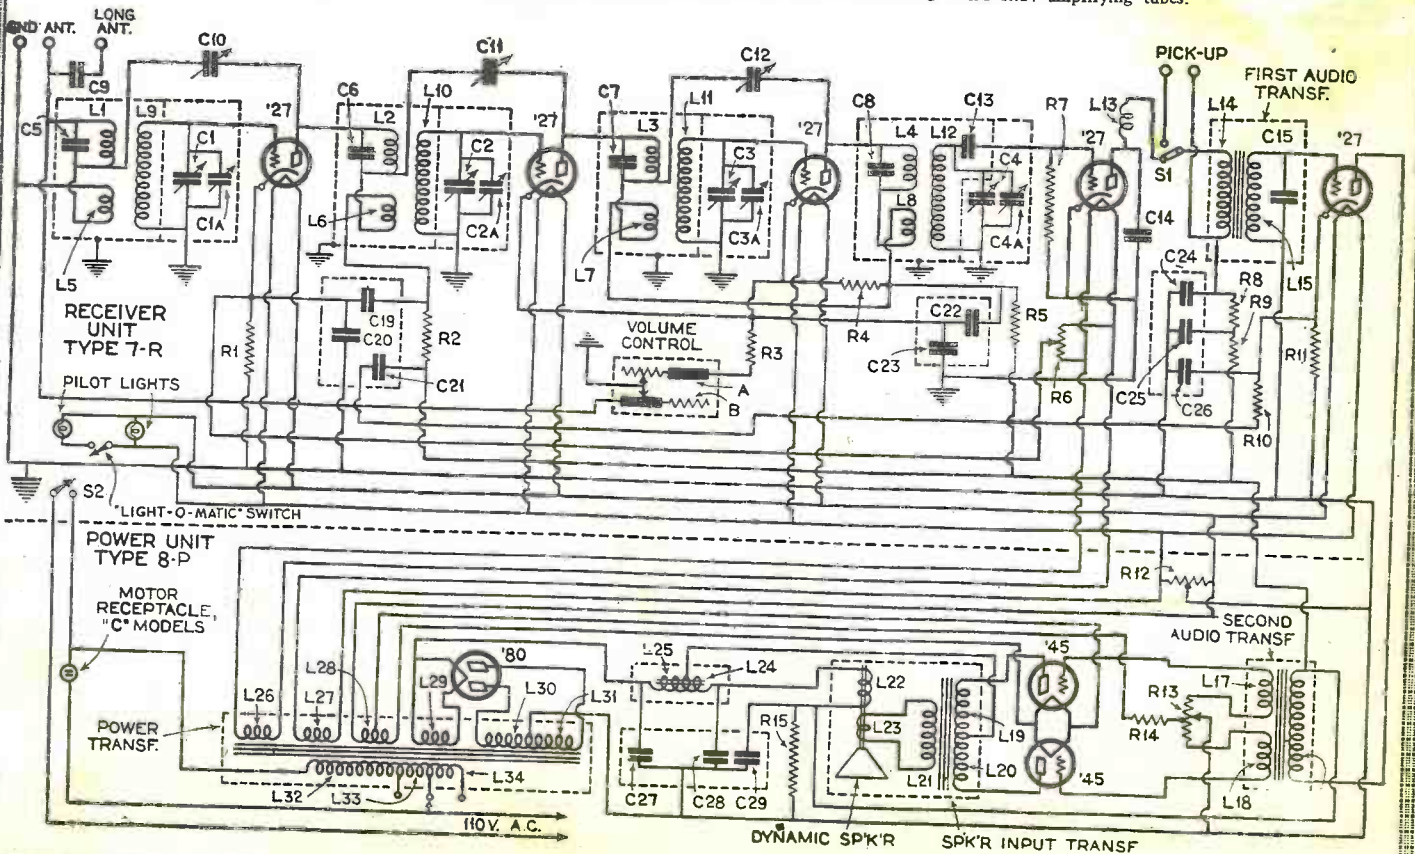 amplifying tubes.
GND ANT.
LONG
ANT.
C9
C10
C11
C12
PICK-UP
FIRST AUDIO
TRANSF.
C5
L1
L9
C1
C1A
'27
C6
L2
L10
C2
C2A
'27
C7
L3
L11
C3
C3A
'27
C8
L4
L12
C13
C4
C4A
R7
'27
L13
S1
L14
C15
'27
L5
L6
L7
L8
C14
L15
RECEIVER
UNIT
TYPE 7-R
R1
C19
C20
C21
R2
VOLUME
CONTROL
A
B
R3
R4
C22
C23
R5
R6
C24
C25
C26
R8
R9
R10
R11
PILOT LIGHTS
S2
"LIGHT-O-MATIC" SWITCH
POWER UNIT
TYPE 8-P
MOTOR
RECEPTACLE,
"C" MODELS
R12
SECOND
AUDIO TRANSF
L26
L27
L28
L29
'80
L30
L31
L25
L24
L22
L23
'45
L17
R13
R14
POWER
TRANSF.
R15
L19
L20
L21
'45
L18
L32
L33
L34
C27
C28
C29
110 V. A.C.
DYNAMIC SP'K'R
SP'K'R INPUT TRANSF